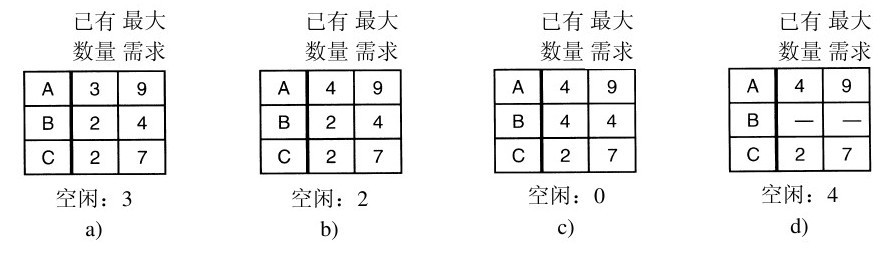 已有 最大 已有 最大 已有 最大 已有 最大
数量 需求 数量 需求 数量 需求 数量 需求
A 3 9 A 4 9 A 4 9 A 4 9
B 2 4 B 2 4 B 4 4 B — —
C 2 7 C 2 7 C 2 7 C 2 7
空闲：3 空闲：2 空闲：0 空闲：4
a) b) c) d)